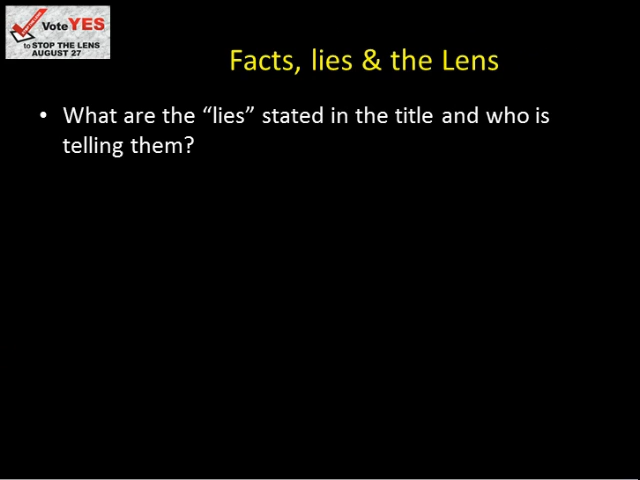 Vote YES
to STOP THE LENS
AUGUST 27
Facts, lies & the Lens
• What are the “lies” stated in the title and who is
telling them?